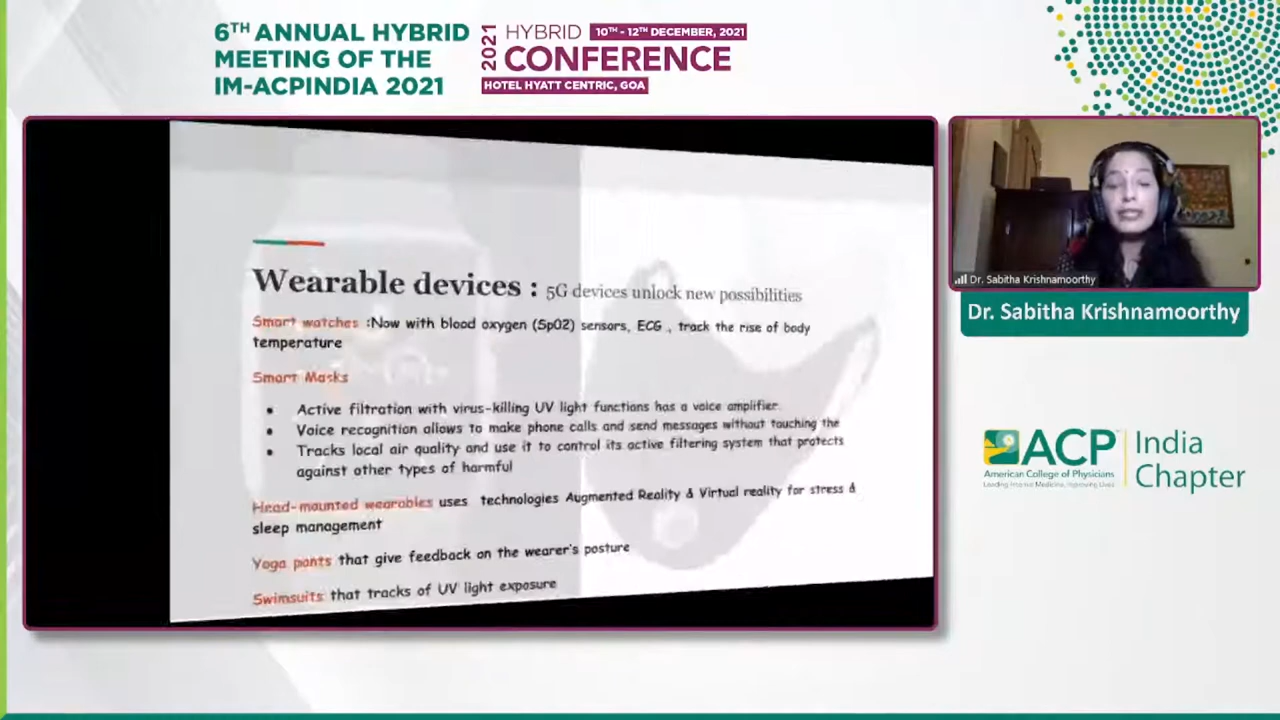 6TH ANNUAL HYBRID
MEETING OF THE
IM-ACPINDIA 2021
2021
HYBRID
10TH - 12TH DECEMBER, 2021
CONFERENCE
HOTEL HYATT CENTRIC, GOA
Wearable devices : 5G devices unlock new possibilities
Smart watches :Now with blood oxygen (Sp02) sensors, ECG , track the rise of body
temperature
Smart Masks
• Active filtration with virus-killing UV light functions has a voice amplifier.
• Voice recognition allows to make phone calls and send messages without touching the
• Tracks local air quality and use it to control its active filtering system that protects
against other types of harmful
Head-mounted wearables uses technologies Augmented Reality & Virtual reality for stress &
sleep management
Yoga pants that give feedback on the wearer's posture
Swimsuits that tracks of UV light exposure
Dr. Sabitha Krishnamoorthy
Dr. Sabitha Krishnamoorthy
ACP
American College of Physicians
Leading Internal Medicine, Improving Lives
India
Chapter